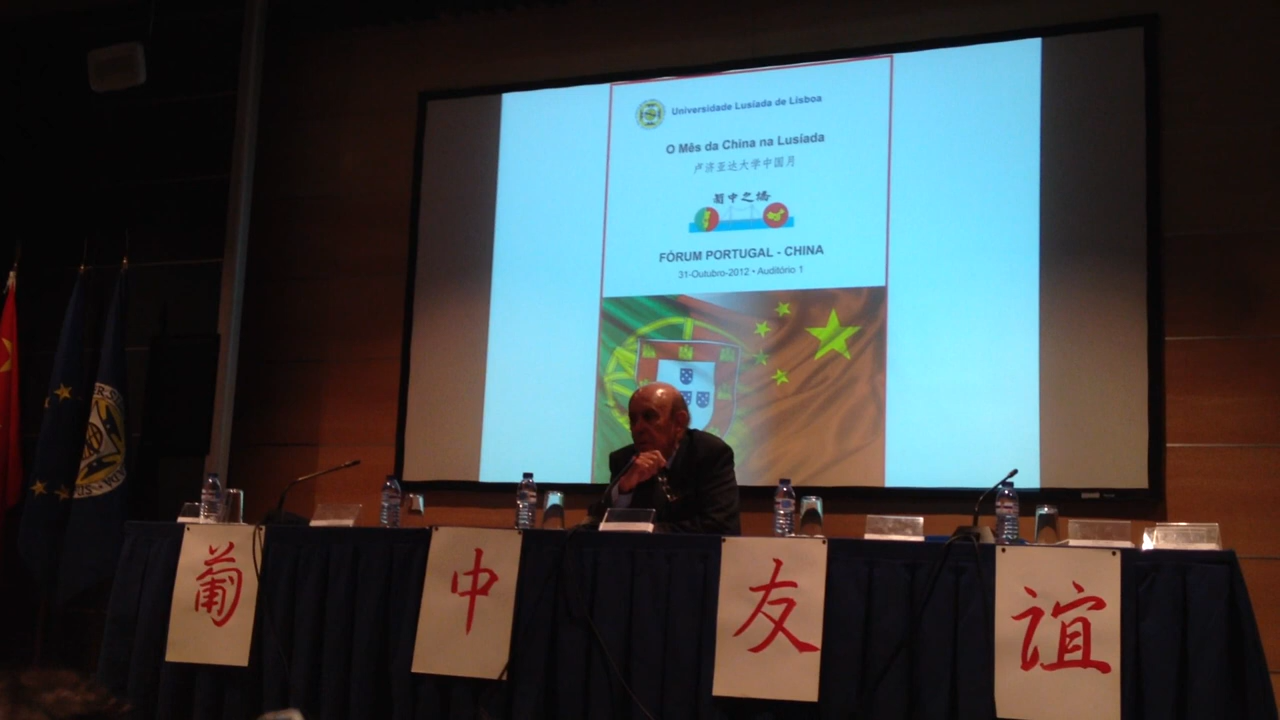 Universidade Lusíada de Lisboa
O Mês da China na Lusíada
卢济亚达大学中国月
葡中之桥
FÓRUM PORTUGAL - CHINA
31-Outubro-2012 • Auditório 1
葡
中
友
谊